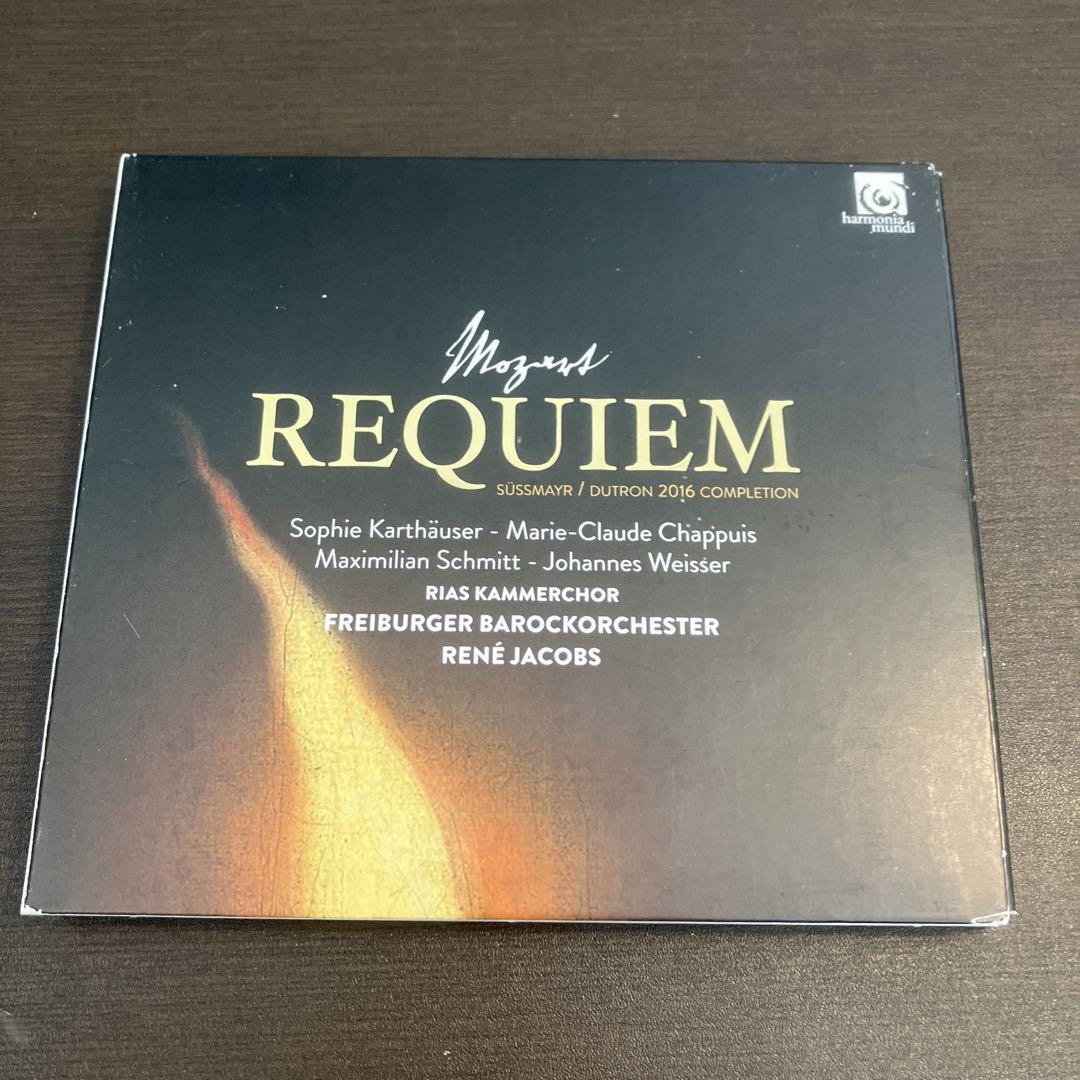 harmonia
mundi
Mozart
REQUIEM
SÜSSMAYR / DUTRON 2016 COMPLETION
Sophie Karthäuser - Marie-Claude Chappuis
Maximilian Schmitt - Johannes Weisser
RIAS KAMMERCHOR
FREIBURGER BAROCKORCHESTER
RENÉ JACOBS